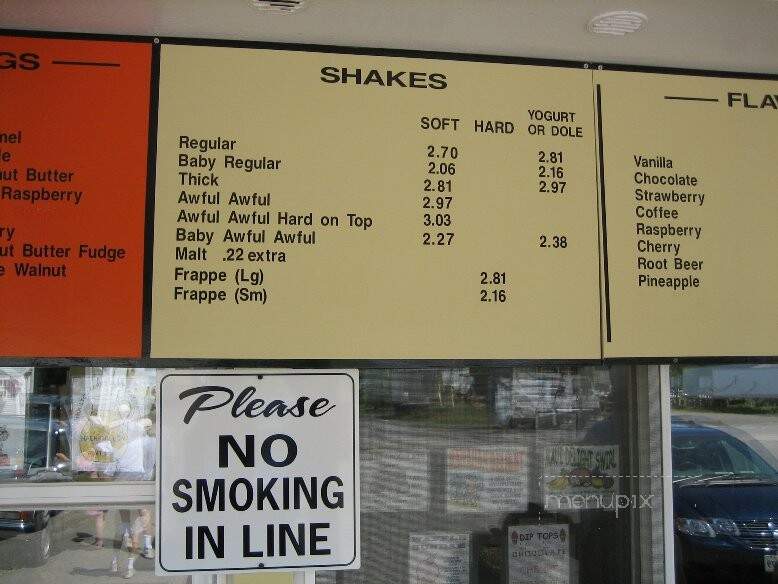 GS
mel
e
ut Butter
Raspberry
ry
ut Butter Fudge
e Walnut
SHAKES
SOFT HARD YOGURT OR DOLE
Regular 2.70 2.81
Baby Regular 2.06 2.16
Thick 2.81 2.97
Awful Awful 2.97
Awful Awful Hard on Top 3.03
Baby Awful Awful 2.27 2.38
Malt .22 extra
Frappe (Lg) 2.81
Frappe (Sm) 2.16
FLA
Vanilla
Chocolate
Strawberry
Coffee
Raspberry
Cherry
Root Beer
Pineapple
Please
NO
SMOKING
IN LINE
menupix
DIP TOPS
CHOCOLATE